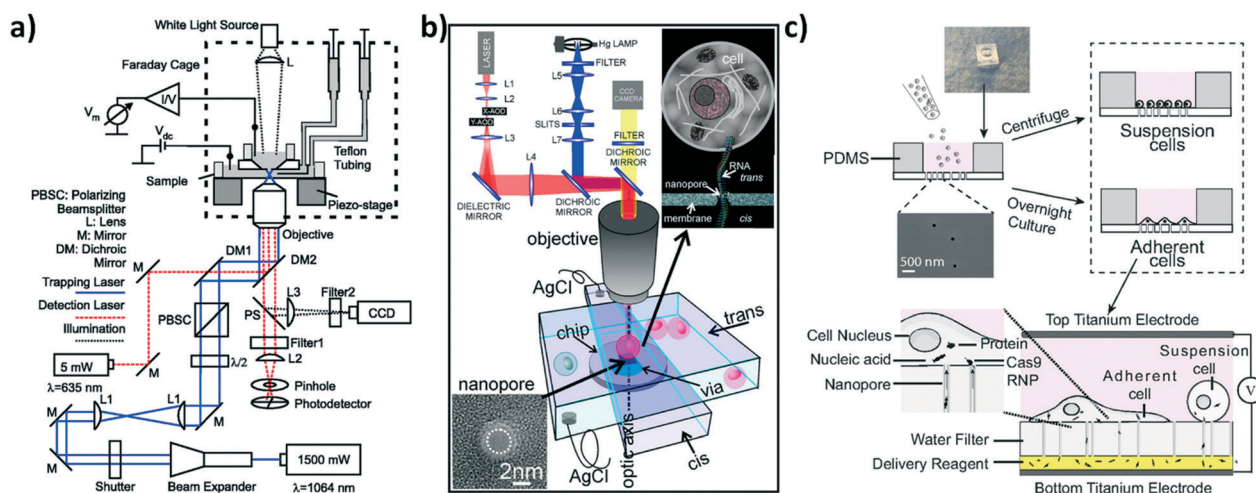 a)
White Light Source
L
Faraday Cage
I/V
Vm
Vdc
Teflon
Tubing
Sample
Piezo-stage
PBSC: Polarizing
Beamsplitter
L: Lens
M: Mirror
DM: Dichroic
Mirror
Objective
DM1
DM2
M
Trapping Laser
Detection Laser
Illumination
PBSC
PS
L3
Filter2
CCD
Filter1
λ/2
L2
5 mW
M
λ=635 nm
Pinhole
Photodetector
L1
L1
M
M
M
Shutter
Beam Expander
1500 mW
λ=1064 nm
b)
LASER
L1
L2
X-AOD
Y-AOD
L3
L4
DIELECTRIC
MIRROR
Hg LAMP
FILTER
L5
L6
SLITS
L7
DICHROIC
MIRROR
CCD
CAMERA
FILTER
DICHROIC
MIRROR
cell
RNA
trans
nanopore
membrane
cis
objective
AgCl
trans
chip
via
nanopore
2nm
AgCl
optic axis
cis
c)
PDMS
500 nm
Centrifuge
Overnight
Culture
Suspension
cells
Adherent
cells
Top Titanium Electrode
Cell Nucleus
Protein
Nucleic acid
Cas9
RNP
Nanopore
Adherent
cell
Suspension
cell
V
Water Filter
Delivery Reagent
Bottom Titanium Electrode